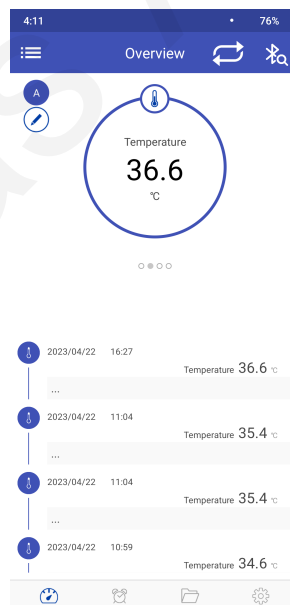 4:11 76%
Overview
A
Temperature
36.6
°C
2023/04/22 16:27
Temperature 36.6 °C
...
2023/04/22 11:04
Temperature 35.4 °C
...
2023/04/22 11:04
Temperature 35.4 °C
...
2023/04/22 10:59
Temperature 34.6 °C